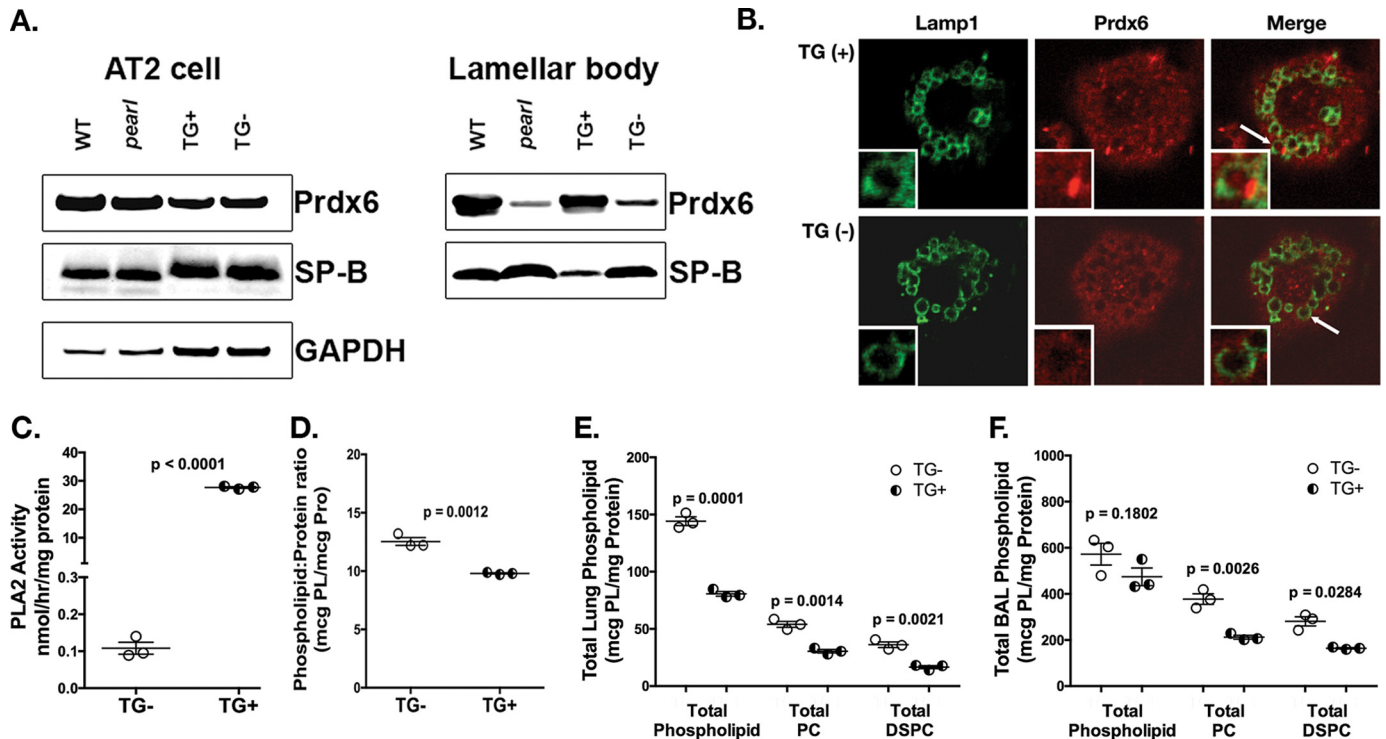 A.
AT2 cell
WT
pearl
TG+
TG-
Prdx6
SP-B
GAPDH
Lamellar body
WT
pearl
TG+
TG-
Prdx6
SP-B
B.
Lamp1
Prdx6
Merge
TG (+)
TG (-)
C.
PLA2 Activity
nmol/hr/mg protein
40
30
20
10
0.3
0.2
0.1
0.0
p < 0.0001
TG-
TG+
D.
Phospholipid:Protein ratio
(mcg PL/mcg Pro)
20
15
10
5
0
p = 0.0012
TG-
TG+
E.
Total Lung Phospholipid
(mcg PL/mg Protein)
200
150
100
50
0
TG-
TG+
p = 0.0001
p = 0.0014
p = 0.0021
Total
Phospholipid
Total
PC
Total
DSPC
F.
Total BAL Phospholipid
(mcg PL/mg Protein)
1000
800
600
400
200
0
TG-
TG+
p = 0.1802
p = 0.0026
p = 0.0284
Total
Phospholipid
Total
PC
Total
DSPC